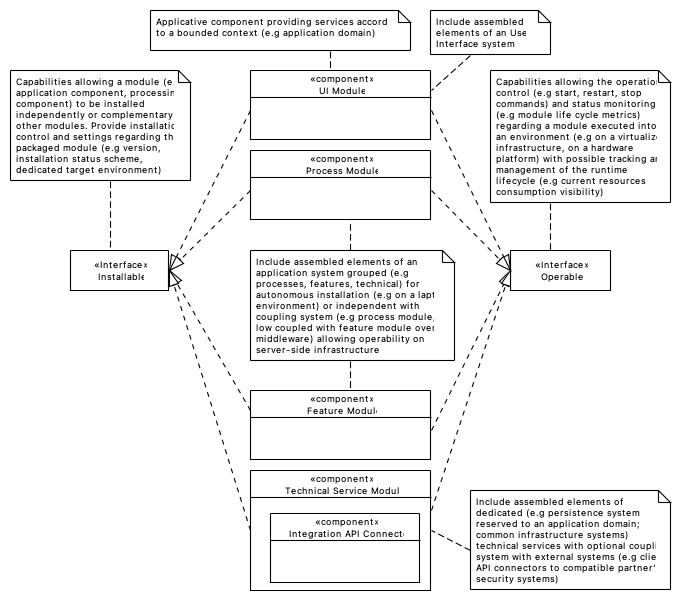 Applicative component providing services accord
to a bounded context (e.g application domain)
Include assembled
elements of an Use
Interface system
Capabilities allowing a module (e.
application component, processin
component) to be installed
independently or complementary
other modules. Provide installatic
control and settings regarding th
packaged module (e.g version,
installation status scheme,
dedicated target environment)
«component»
UI Module
Capabilities allowing the operation
control (e.g start, restart, stop
commands) and status monitoring
(e.g module life cycle metrics)
regarding a module executed into
an environment (e.g on a virtualize
infrastructure, on a hardware
platform) with possible tracking an
management of the runtime
lifecycle (e.g current resources
consumption visibility)
«component»
Process Module
«Interface»
Installable
Include assembled elements of an
application system grouped (e.g
processes, features, technical) for
autonomous installation (e.g on a lapt
environment) or independent with
coupling system (e.g process module,
low coupled with feature module over
middleware) allowing operability on
server-side infrastructure
«Interface»
Operable
«component»
Feature Module
«component»
Technical Service Modul
«component»
Integration API Connecto
Include assembled elements of
dedicated (e.g persistence system
reserved to an application domain;
common infrastructure systems)
technical services with optional coupli
system with external systems (e.g clie
API connectors to compatible partner'
security systems)